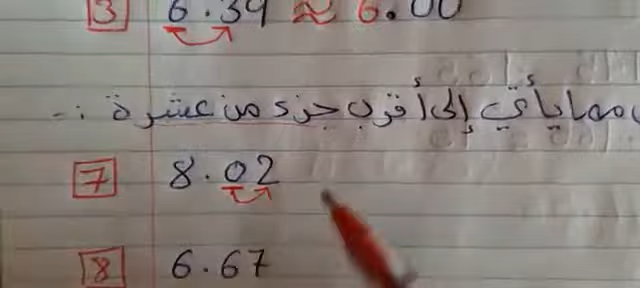 3 6.39 ≈ 6.00
مما يأتي إلى أقرب جزء من عشرة :-
7 8.02
8 6.67